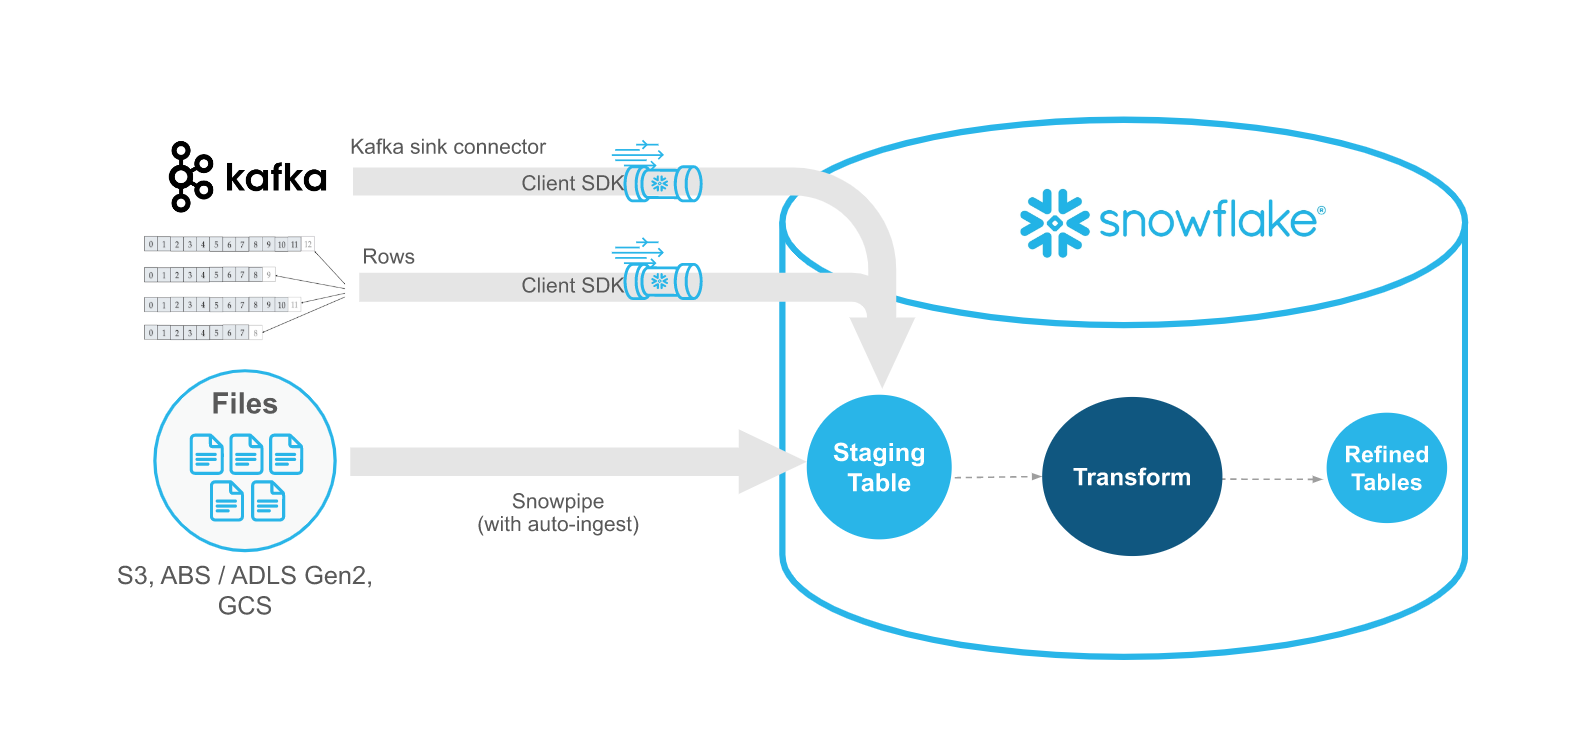 Kafka sink connector
kafka
Client SDK
snowflake®
0 1 2 3 4 5 6 7 8 9 10 11 12
Rows
0 1 2 3 4 5 6 7 8 9
Client SDK
0 1 2 3 4 5 6 7 8 9 10 11
0 1 2 3 4 5 6 7 8
Files
Staging
Table
Transform
Refined
Tables
Snowpipe
(with auto-ingest)
S3, ABS / ADLS Gen2,
GCS